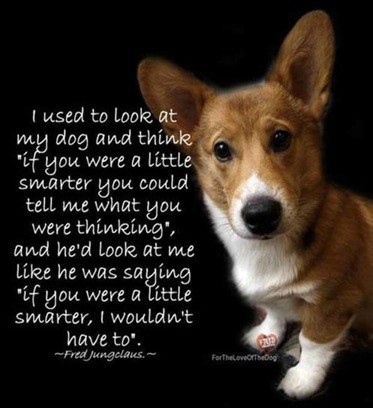 I used to look at
my dog and think
"if you were a little
smarter you could
tell me what you
were thinking",
and he'd look at me
like he was saying
"if you were a little
smarter, I wouldn't
have to".
~Fred Jungclaus.~
ForTheLoveOfTheDog